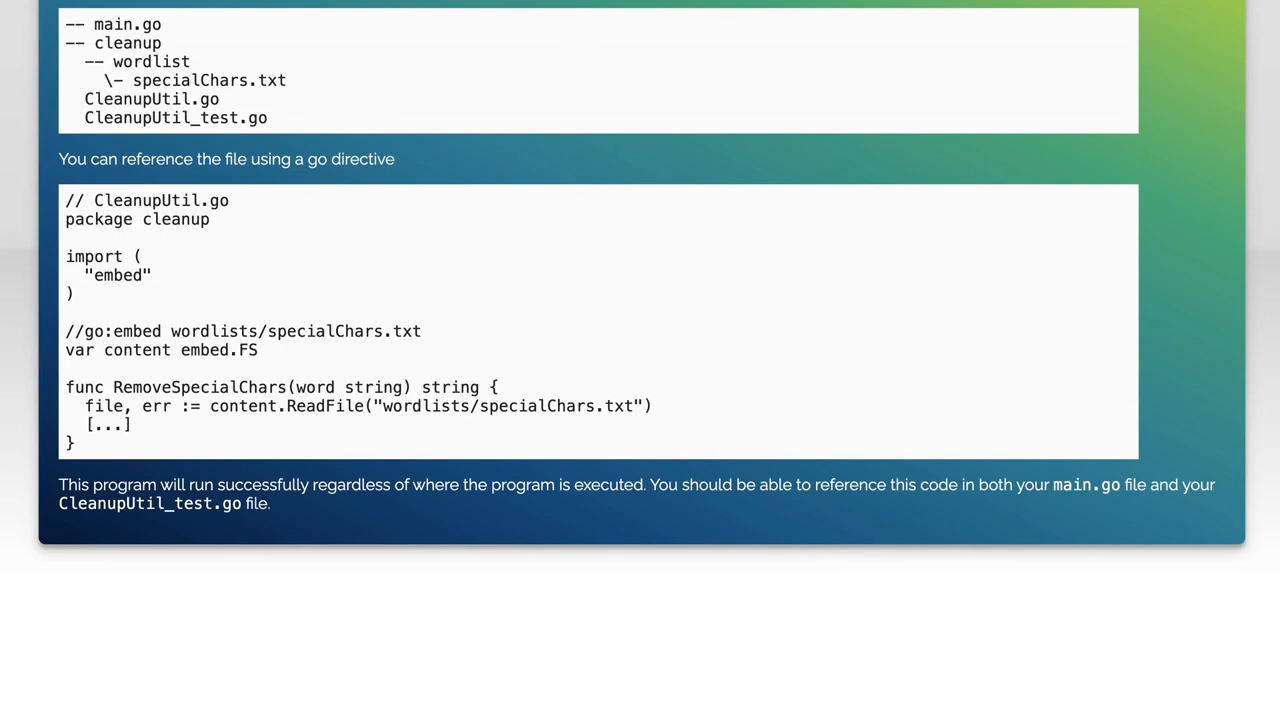 -- main.go
-- cleanup
  -- wordlist
    \- specialChars.txt
  CleanupUtil.go
  CleanupUtil_test.go
You can reference the file using a go directive
// CleanupUtil.go
package cleanup
import (
  "embed"
)
//go:embed wordlists/specialChars.txt
var content embed.FS
func RemoveSpecialChars(word string) string {
  file, err := content.ReadFile("wordlists/specialChars.txt")
  [...]
}
This program will run successfully regardless of where the program is executed. You should be able to reference this code in both your main.go file and your
CleanupUtil_test.go file.